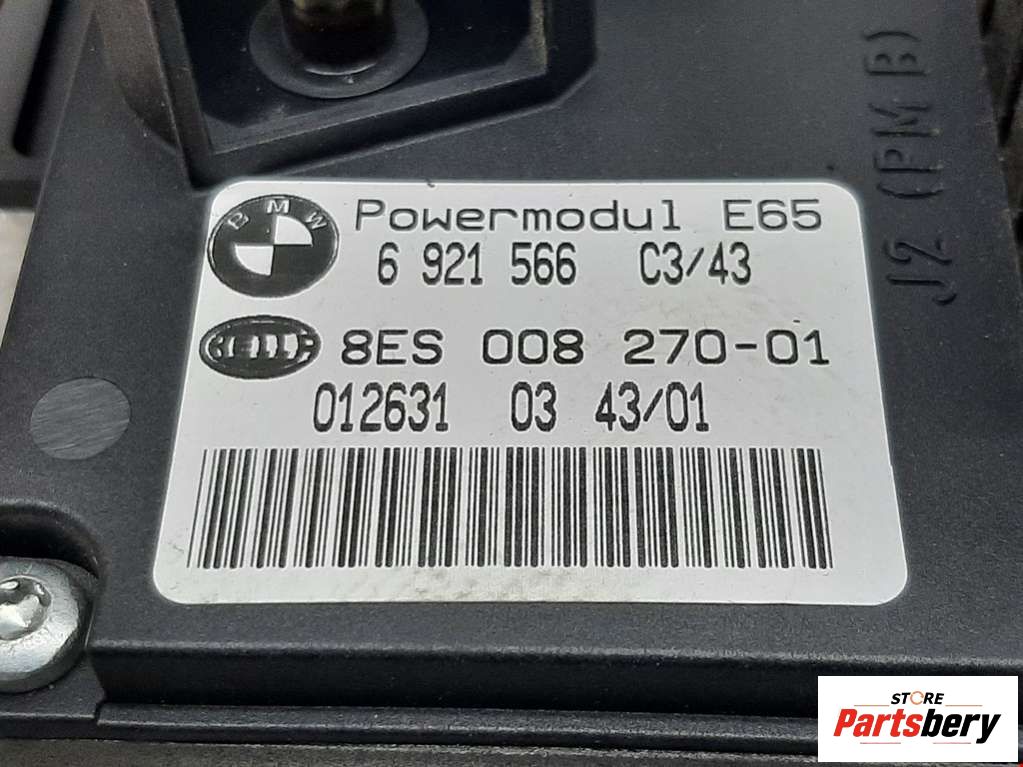 BMW Powermodul E65
6 921 566 C3/43
HELLA 8ES 008 270-01
012631 03 43/01
J2 (PM B)
STORE
Partsbery